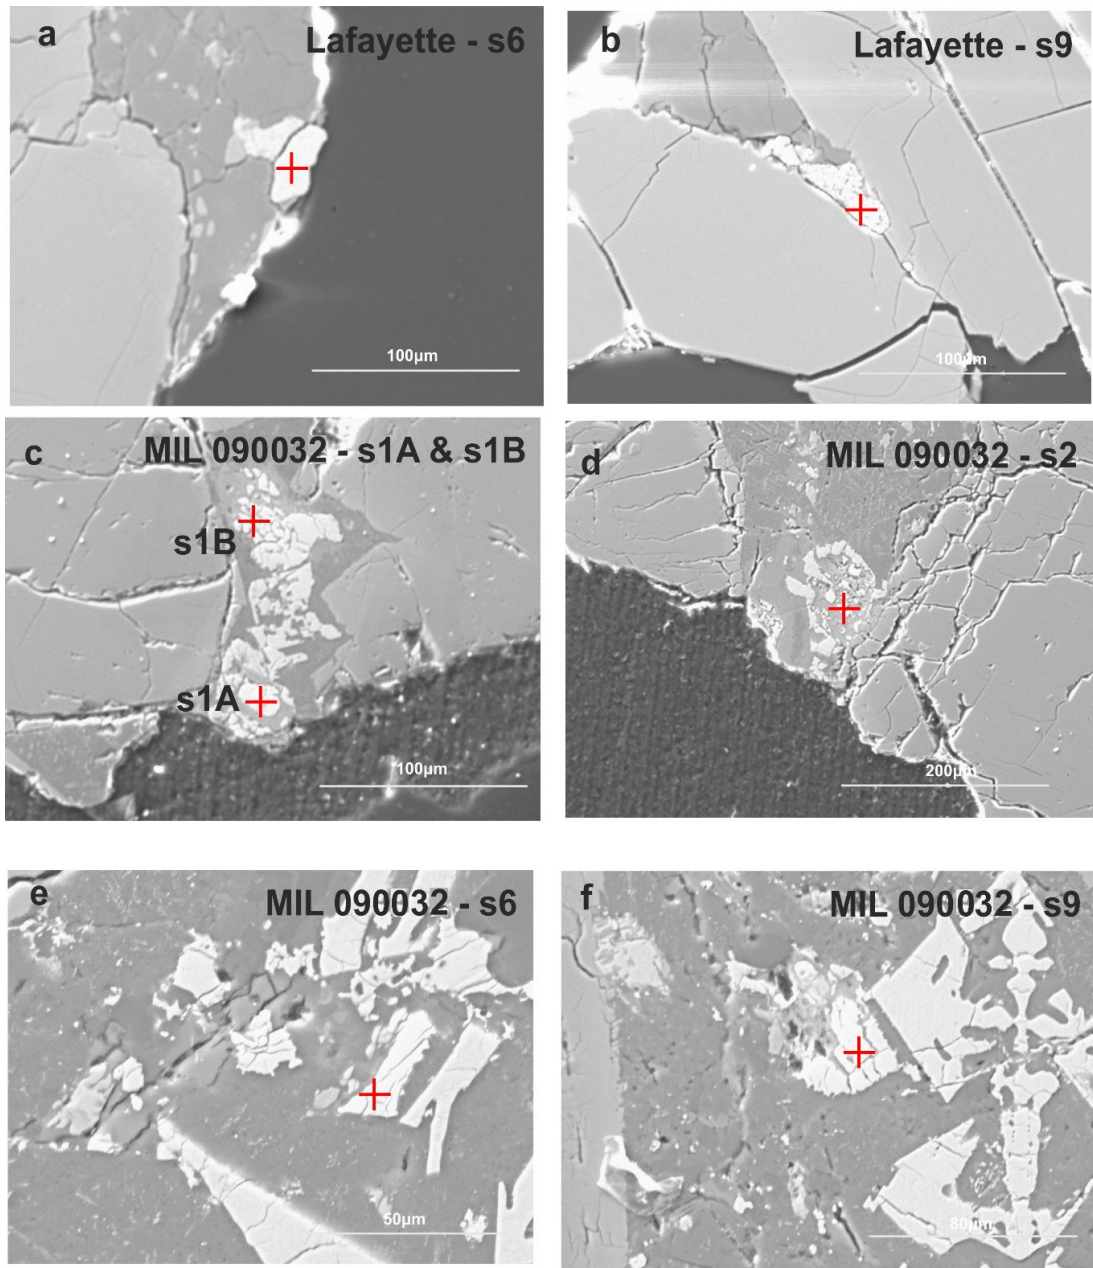 a
Lafayette - s6
100µm
b
Lafayette - s9
100µm
c
MIL 090032 - s1A & s1B
s1B
s1A
100µm
d
MIL 090032 - s2
200µm
e
MIL 090032 - s6
50µm
f
MIL 090032 - s9
80µm